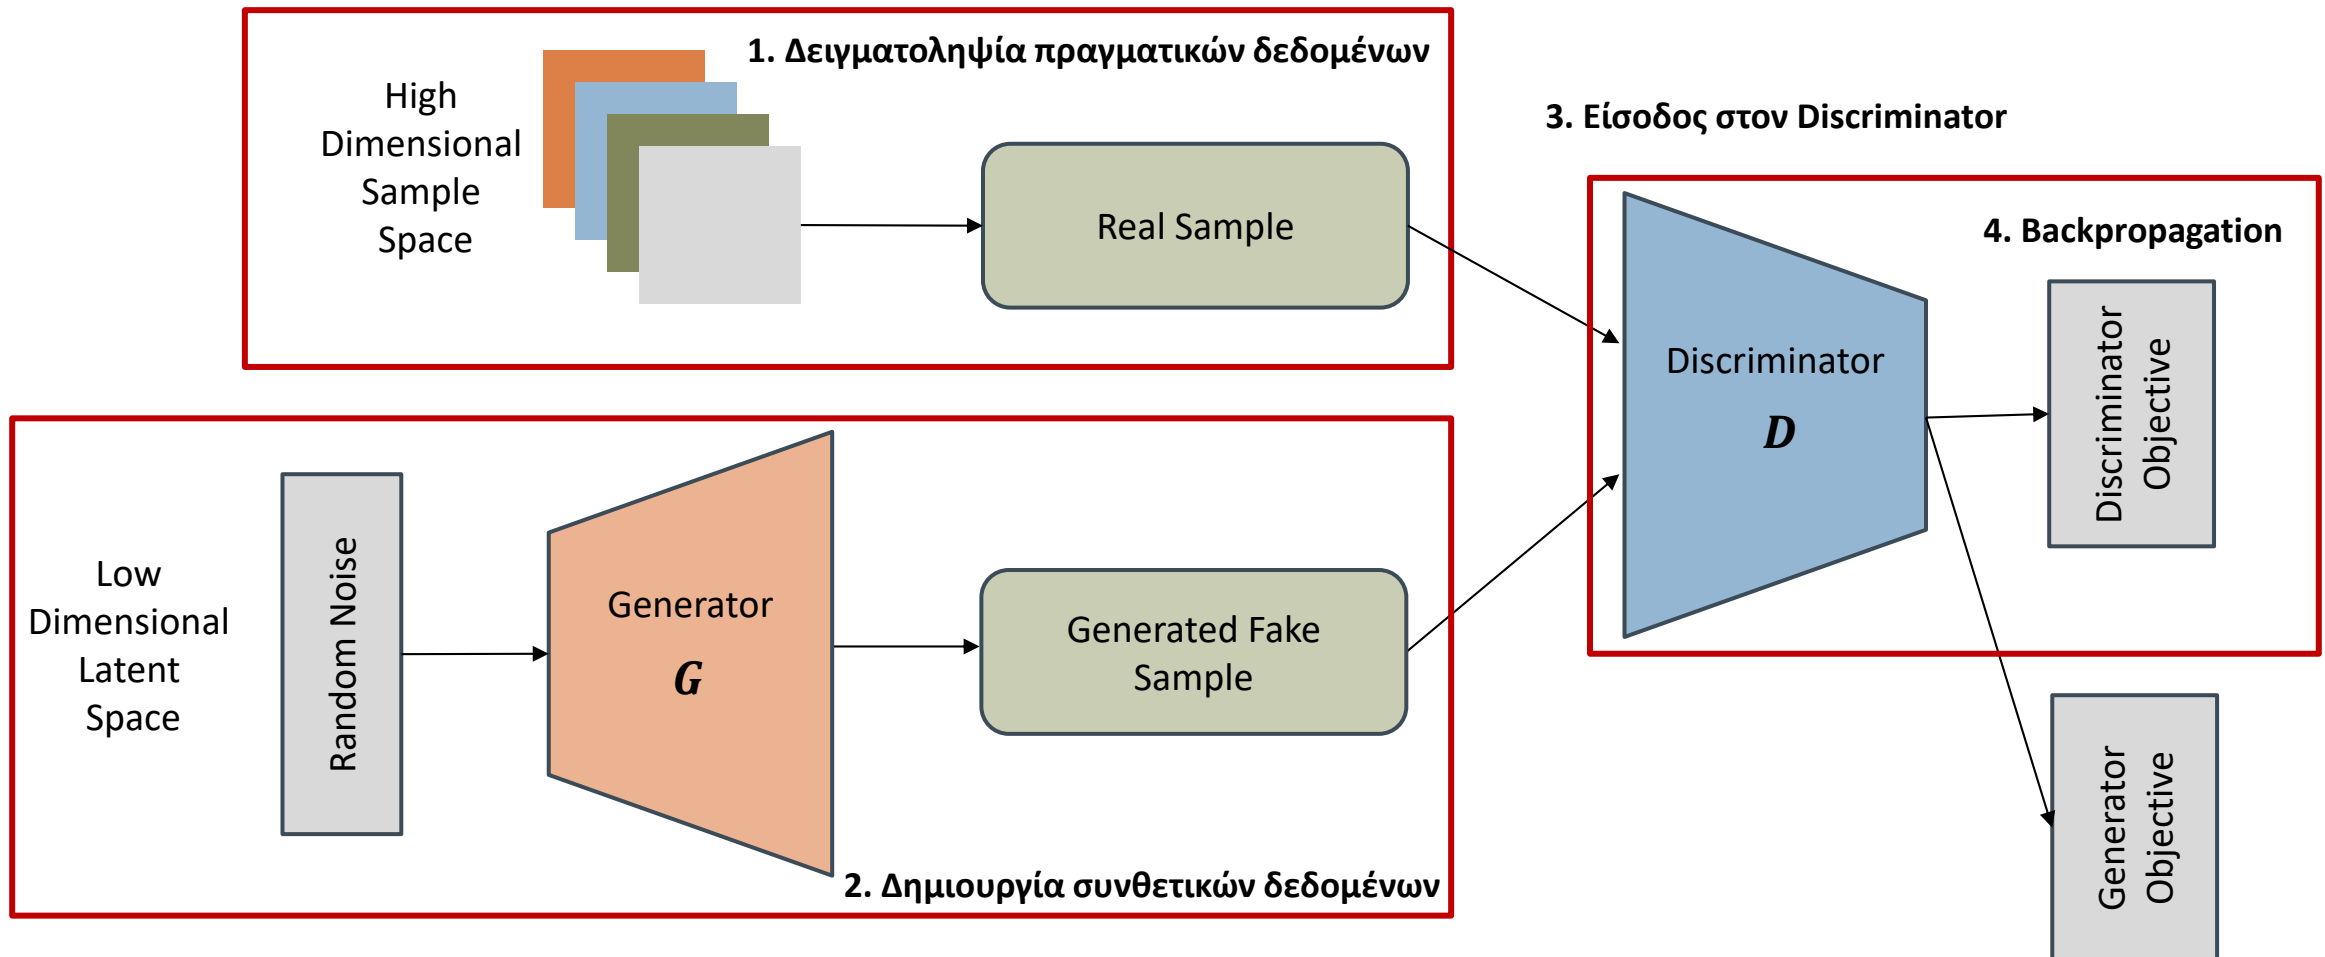 1. Δειγματοληψία πραγματικών δεδομένων
High
Dimensional
Sample
Space
Real Sample
3. Είσοδος στον Discriminator
4. Backpropagation
Discriminator
D
Discriminator
Objective
Low
Dimensional
Latent
Space
Random Noise
Generator
G
Generated Fake
Sample
2. Δημιουργία συνθετικών δεδομένων
Generator
Objective